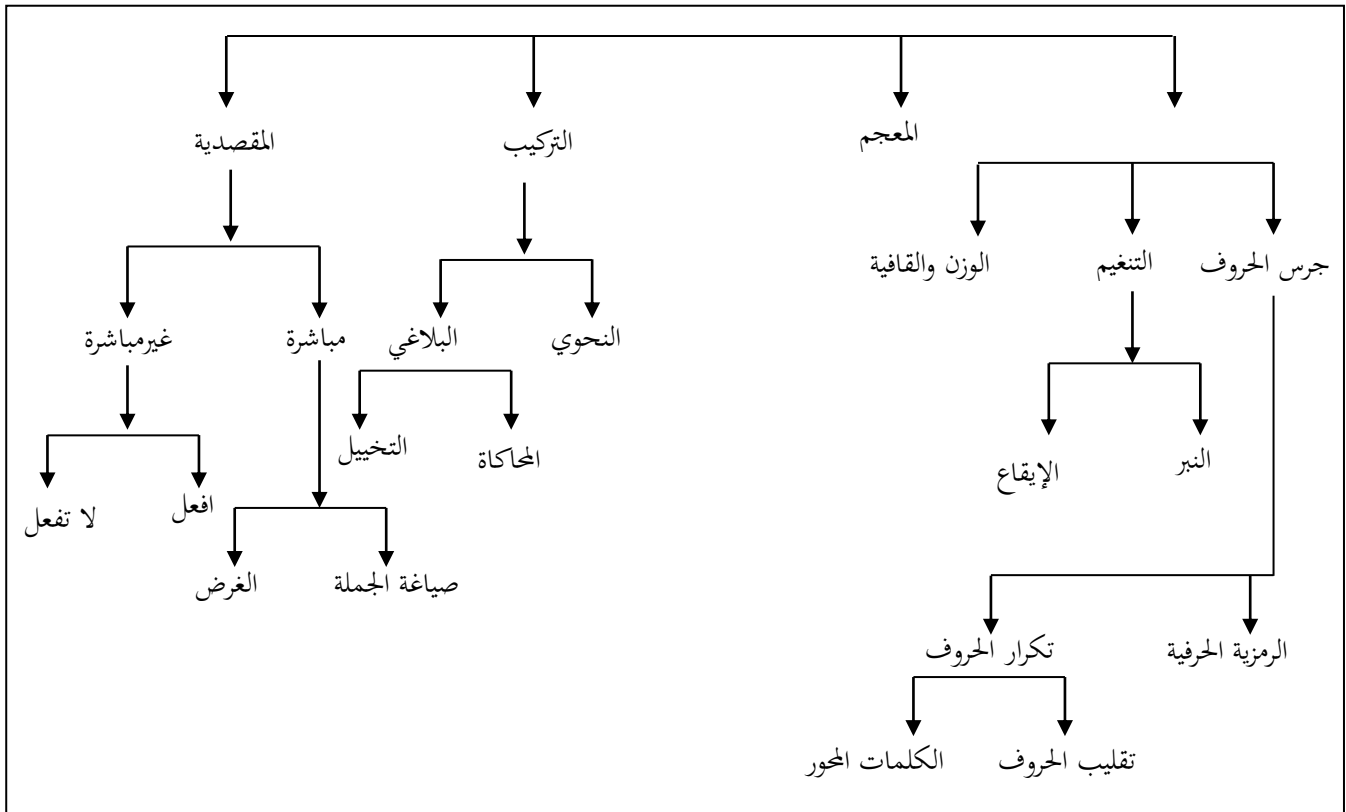 المعجم
التركيب
المقصدية
جرس الحروف
التنغيم
الوزن والقافية
النحوي
البلاغي
مباشرة
غيرمباشرة
النبر
الإيقاع
المحاكاة
التخييل
افعل
لا تفعل
صياغة الجملة
الغرض
الرمزية الحرفية
تكرار الحروف
تقليب الحروف
الكلمات المحور